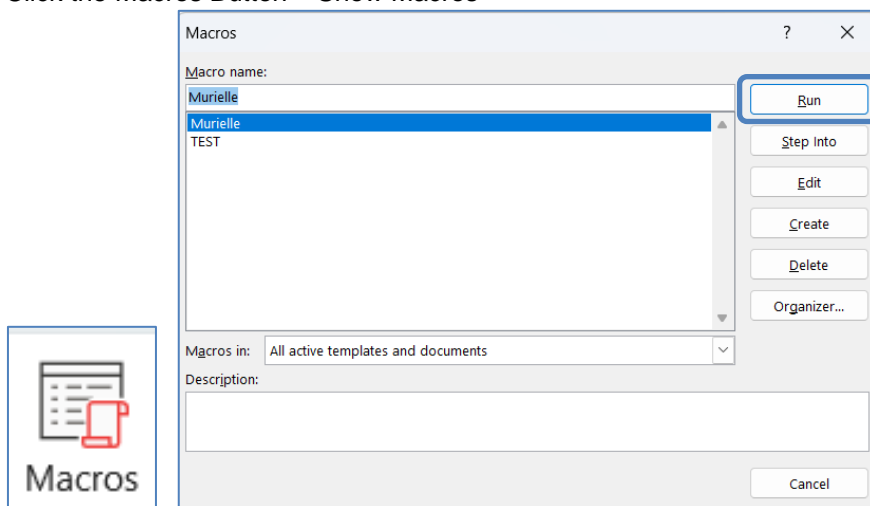 Macros
? X
Macro name:
Murielle
Run
Murielle
TEST
Step Into
Edit
Create
Delete
Organizer...
Macros in: All active templates and documents
Description:
Macros
Cancel